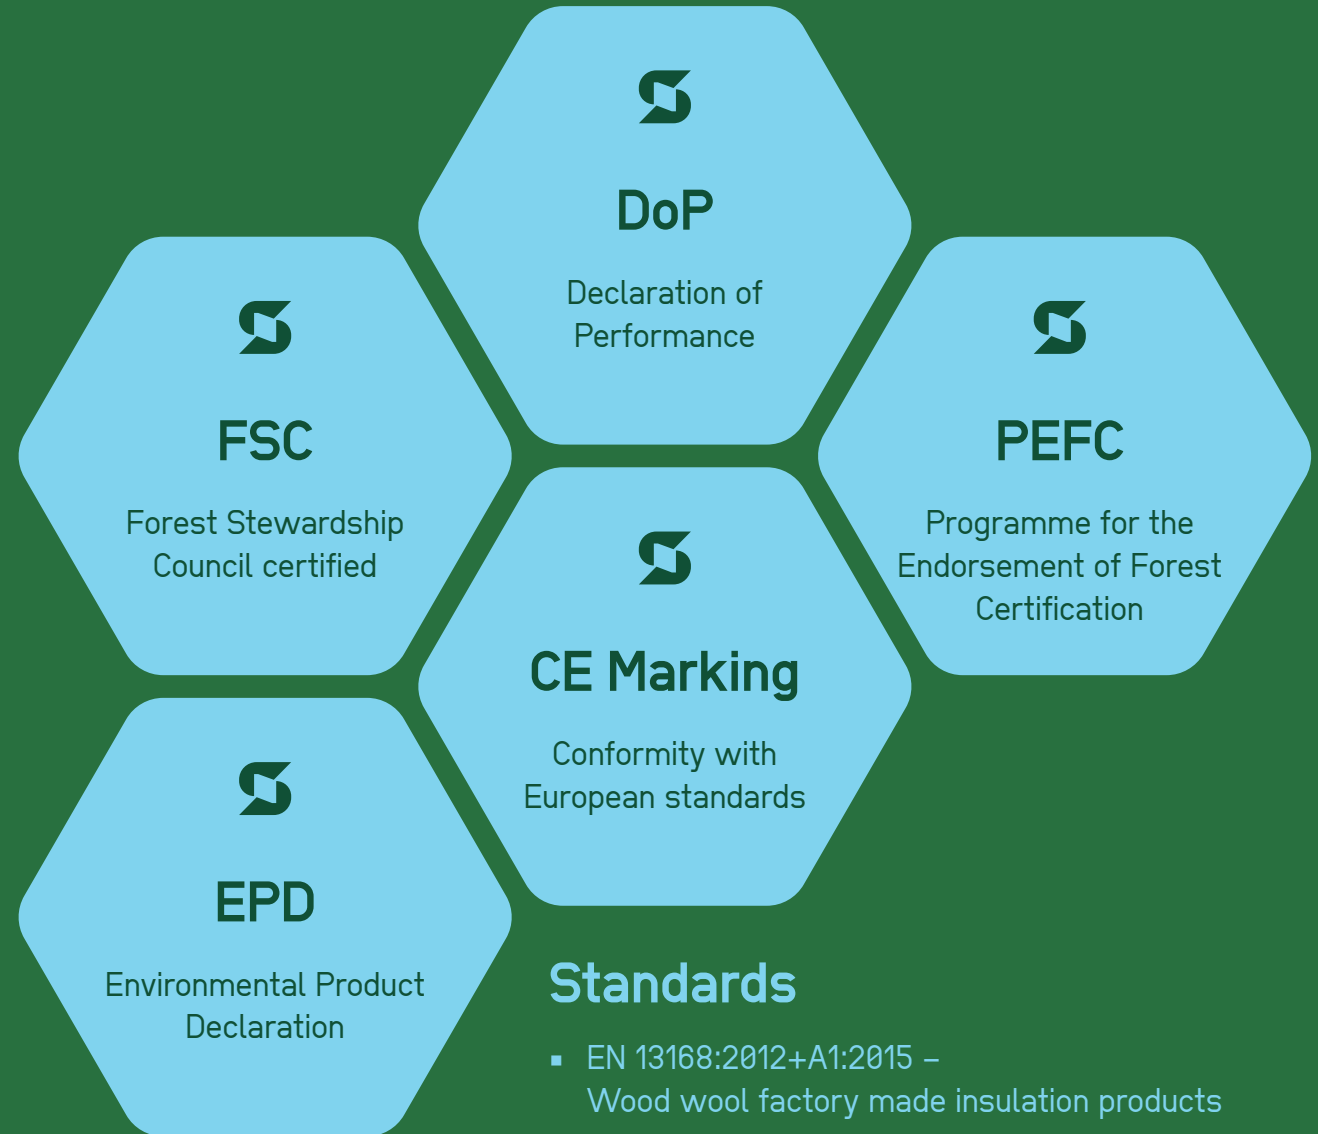 DoP
Declaration of
Performance
FSC
Forest Stewardship
Council certified
PEFC
Programme for the
Endorsement of Forest
Certification
CE Marking
Conformity with
European standards
EPD
Environmental Product
Declaration
Standards
▪ EN 13168:2012+A1:2015 –
Wood wool factory made insulation products